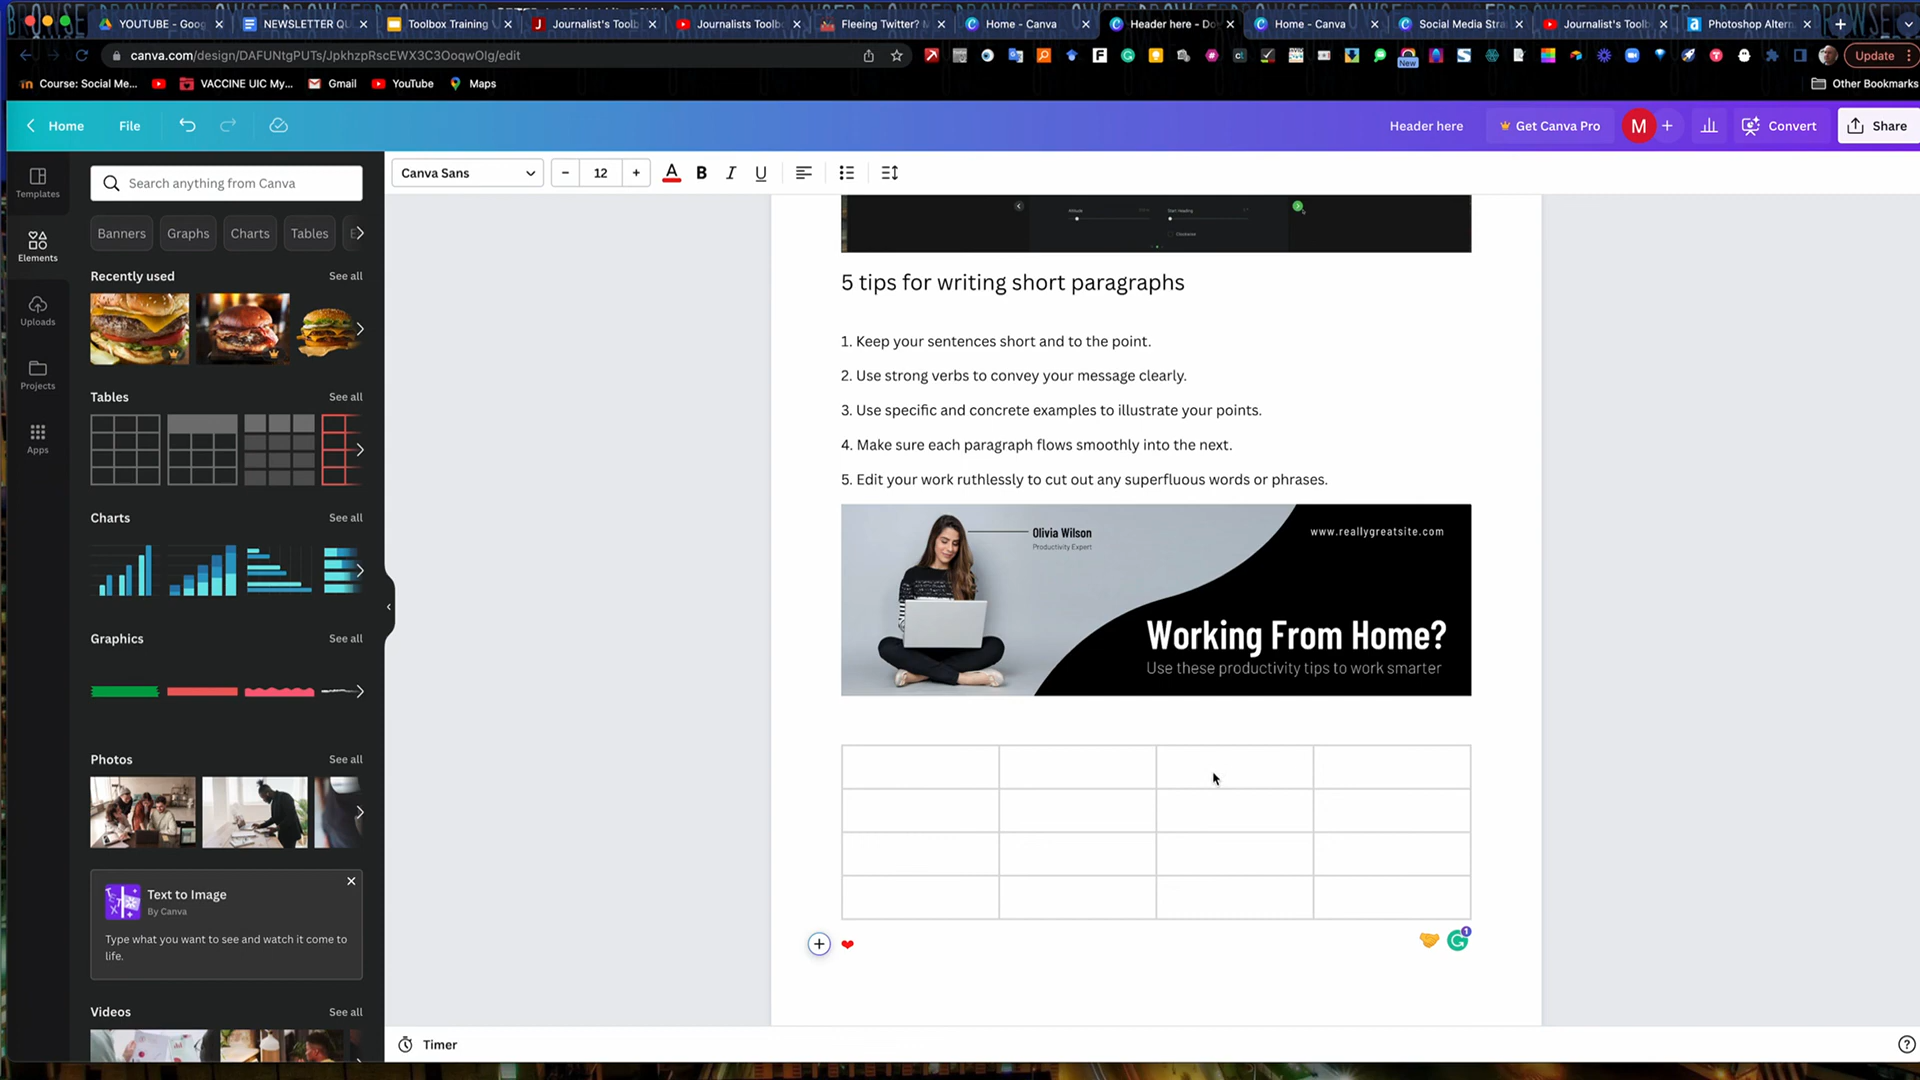 YOUTUBE - Goog
NEWSLETTER QU
Toolbox Training
Journalist's Toolb
Journalists Toolb
Fleeing Twitter? M
Home - Canva
Header here - Do
Home - Canva
Social Media Stra
Journalist's Toolb
Photoshop Altern
canva.com/design/DAFUNtgPUTs/JpkhzpRscEWX3C3OoqwOlg/edit
New
Update
Course: Social Me...
VACCINE UIC My...
Gmail
YouTube
Maps
Other Bookmarks
Home
File
Header here
Get Canva Pro
M
Convert
Share
Templates
Elements
Uploads
Projects
Apps
Search anything from Canva
Banners
Graphs
Charts
Tables
Recently used
See all
Tables
See all
Charts
See all
Graphics
See all
Photos
See all
Text to Image
By Canva
Type what you want to see and watch it come to
life.
Videos
See all
Canva Sans
12
A
B
I
U
5 tips for writing short paragraphs
1. Keep your sentences short and to the point.
2. Use strong verbs to convey your message clearly.
3. Use specific and concrete examples to illustrate your points.
4. Make sure each paragraph flows smoothly into the next.
5. Edit your work ruthlessly to cut out any superfluous words or phrases.
Olivia Wilson
Productivity Expert
www.reallygreatsite.com
Working From Home?
Use these productivity tips to work smarter
1
Timer